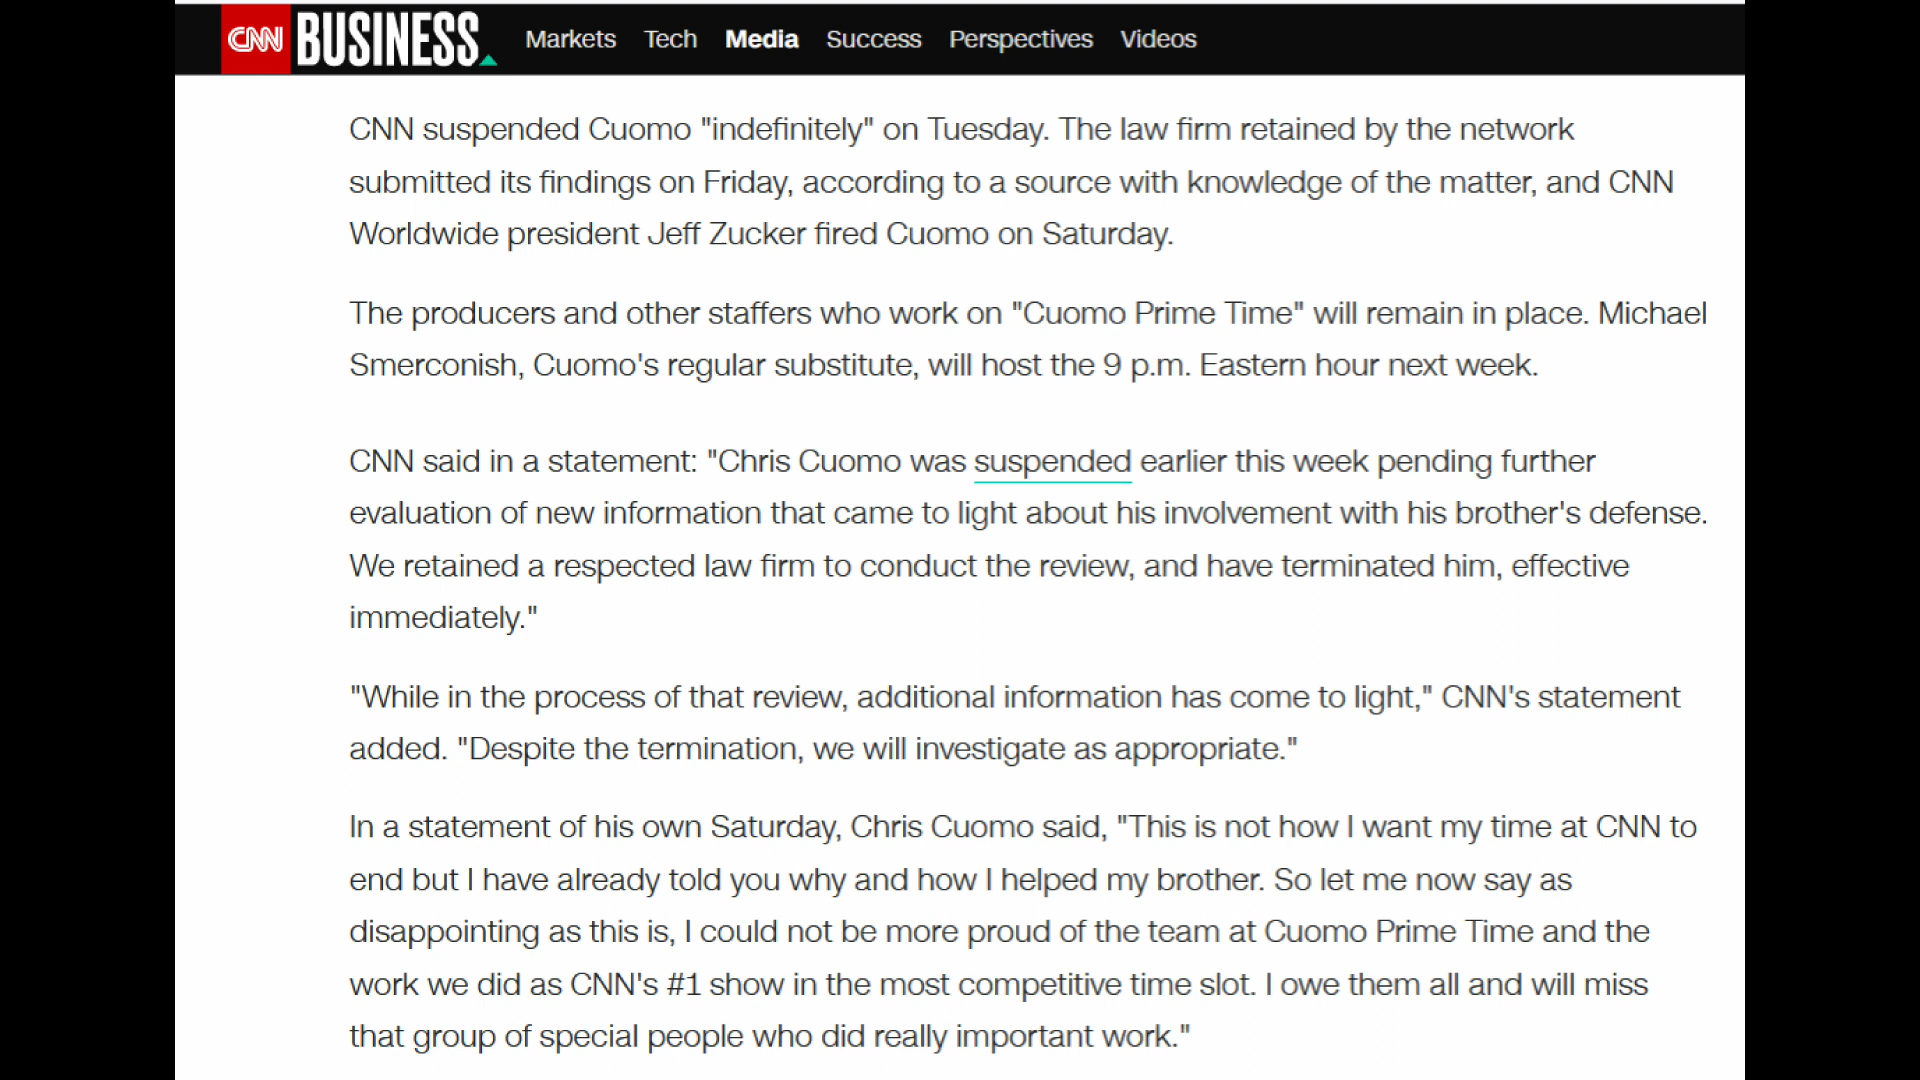 CNN BUSINESS Markets Tech Media Success Perspectives Videos
CNN suspended Cuomo "indefinitely" on Tuesday. The law firm retained by the network
submitted its findings on Friday, according to a source with knowledge of the matter, and CNN
Worldwide president Jeff Zucker fired Cuomo on Saturday.
The producers and other staffers who work on "Cuomo Prime Time" will remain in place. Michael
Smerconish, Cuomo's regular substitute, will host the 9 p.m. Eastern hour next week.
CNN said in a statement: "Chris Cuomo was suspended earlier this week pending further
evaluation of new information that came to light about his involvement with his brother's defense.
We retained a respected law firm to conduct the review, and have terminated him, effective
immediately."
"While in the process of that review, additional information has come to light," CNN's statement
added. "Despite the termination, we will investigate as appropriate."
In a statement of his own Saturday, Chris Cuomo said, "This is not how I want my time at CNN to
end but I have already told you why and how I helped my brother. So let me now say as
disappointing as this is, I could not be more proud of the team at Cuomo Prime Time and the
work we did as CNN's #1 show in the most competitive time slot. I owe them all and will miss
that group of special people who did really important work."